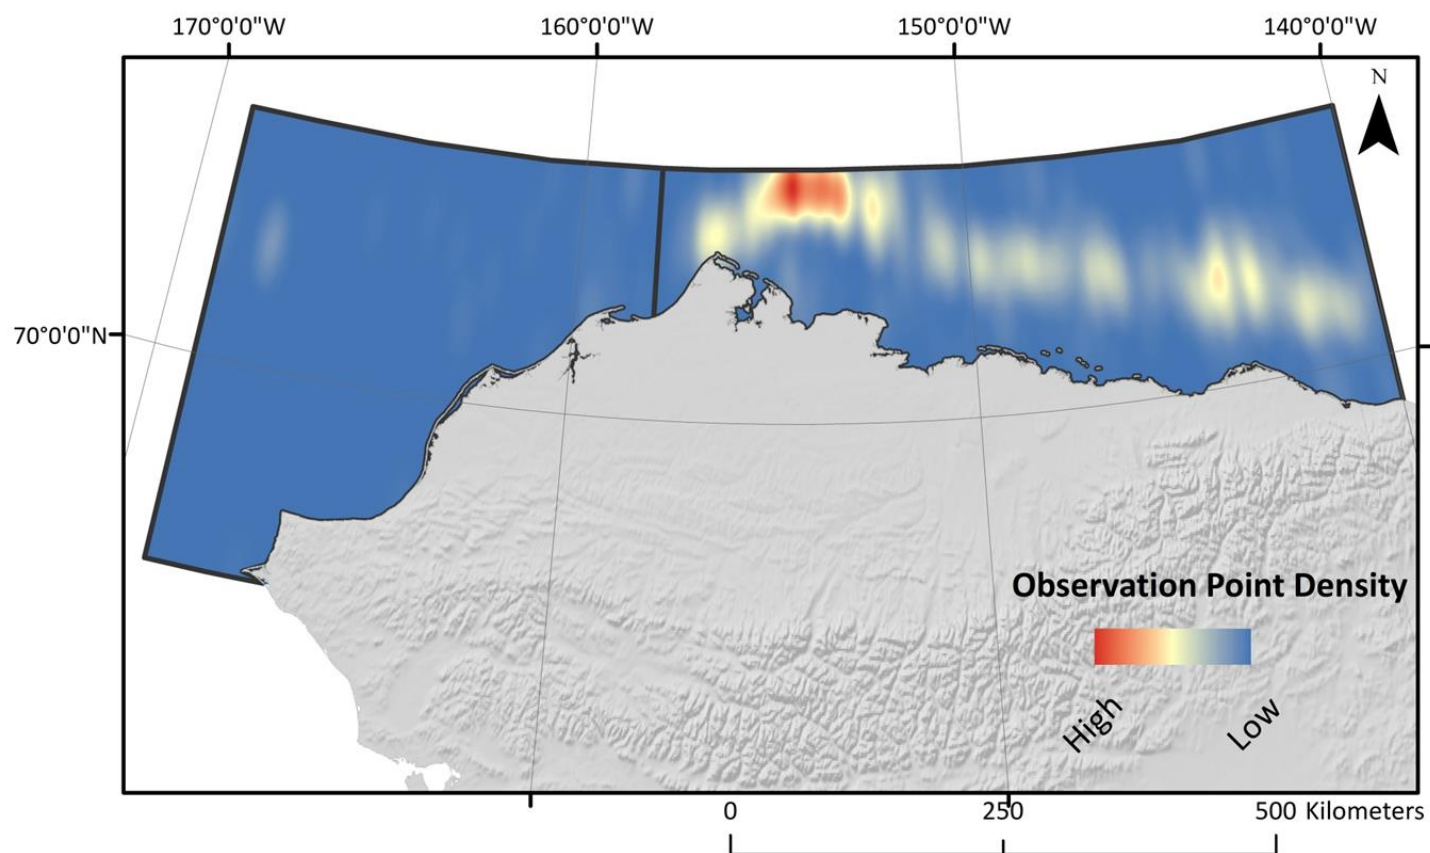 170°0'0"W 160°0'0"W 150°0'0"W 140°0'0"W
N
70°0'0"N
Observation Point Density
High Low
0 250 500 Kilometers